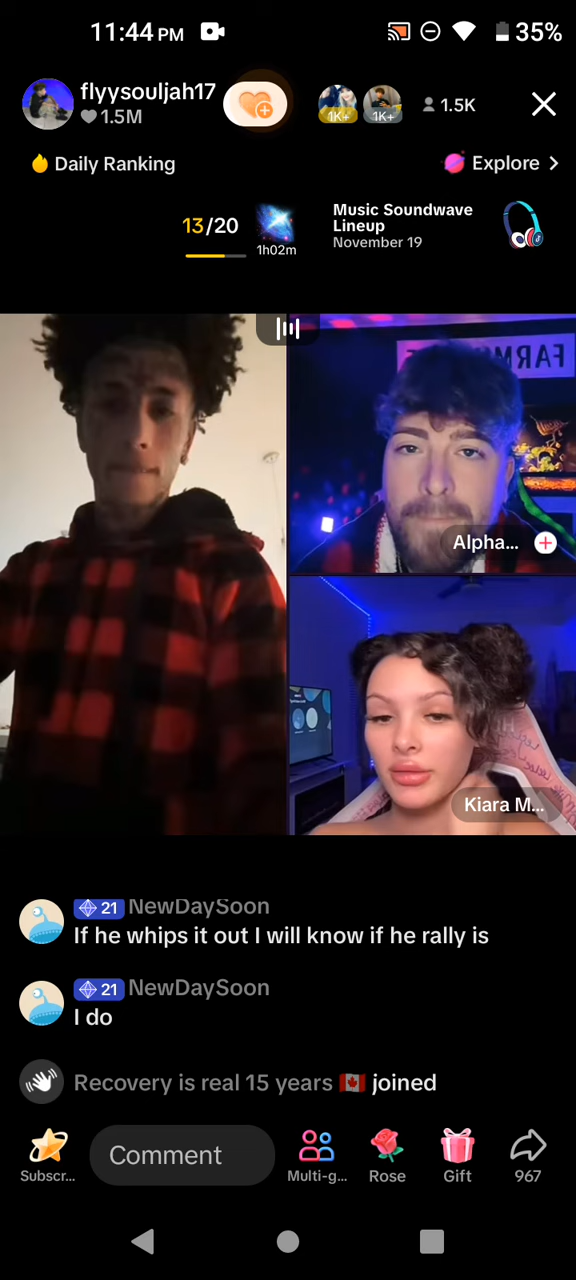 11:44 PM
35%
flyysouljah17
1.5M
1K+
1K+
1.5K
Daily Ranking
Explore >
13/20
1h02m
Music Soundwave
Lineup
November 19
FARM
Alpha...
Kiara M...
21 NewDaySoon
If he whips it out I will know if he rally is
21 NewDaySoon
I do
Recovery is real 15 years 🇨🇦 joined
Subscr...
Comment
Multi-g...
Rose
Gift
967